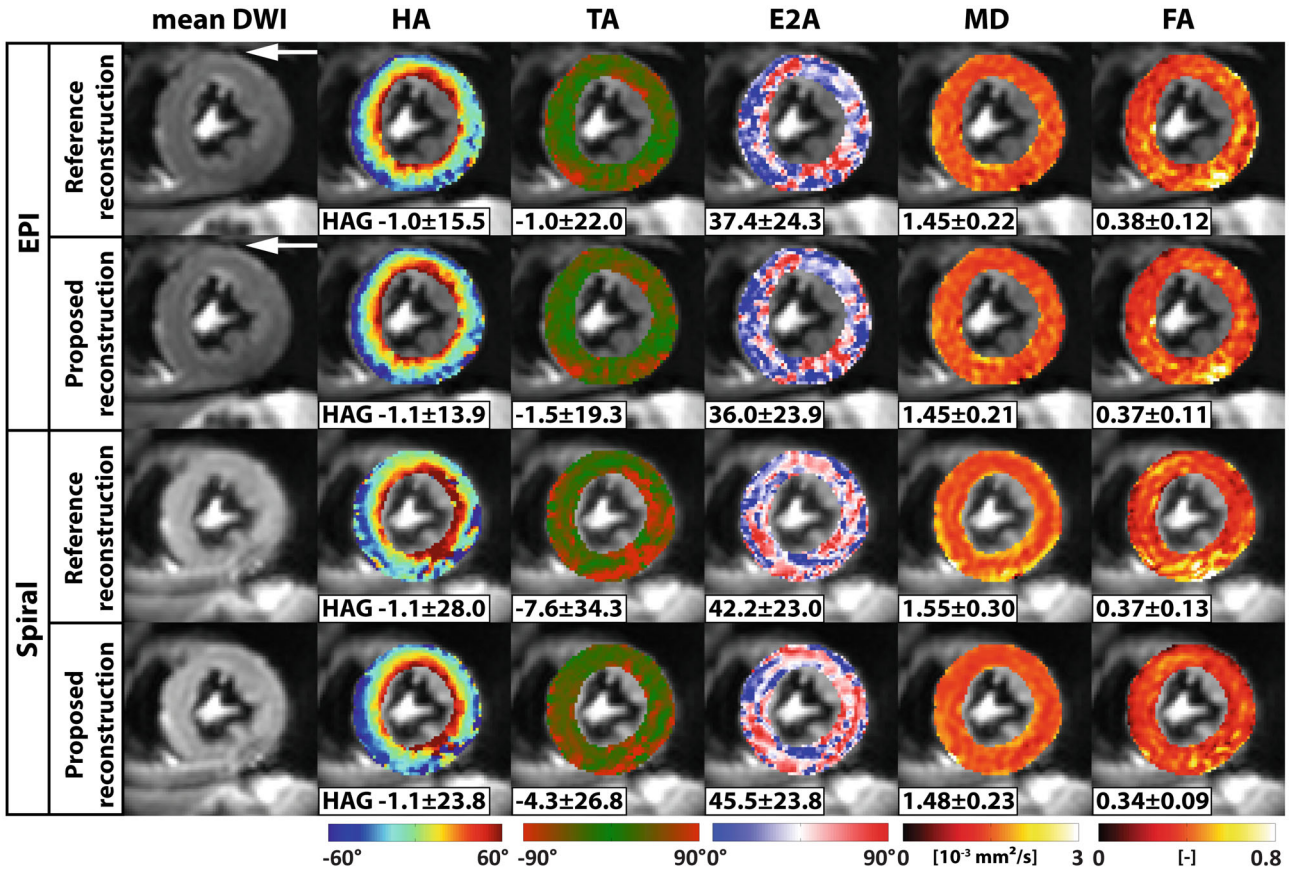 mean DWI HA TA E2A MD FA
EPI
Reference reconstruction
HAG -1.0±15.5 -1.0±22.0 37.4±24.3 1.45±0.22 0.38±0.12
Proposed reconstruction
HAG -1.1±13.9 -1.5±19.3 36.0±23.9 1.45±0.21 0.37±0.11
Spiral
Reference reconstruction
HAG -1.1±28.0 -7.6±34.3 42.2±23.0 1.55±0.30 0.37±0.13
Proposed reconstruction
HAG -1.1±23.8 -4.3±26.8 45.5±23.8 1.48±0.23 0.34±0.09
-60° 60° -90° 90° 0° 90° 0 [10⁻³ mm²/s] 3 0 [-] 0.8